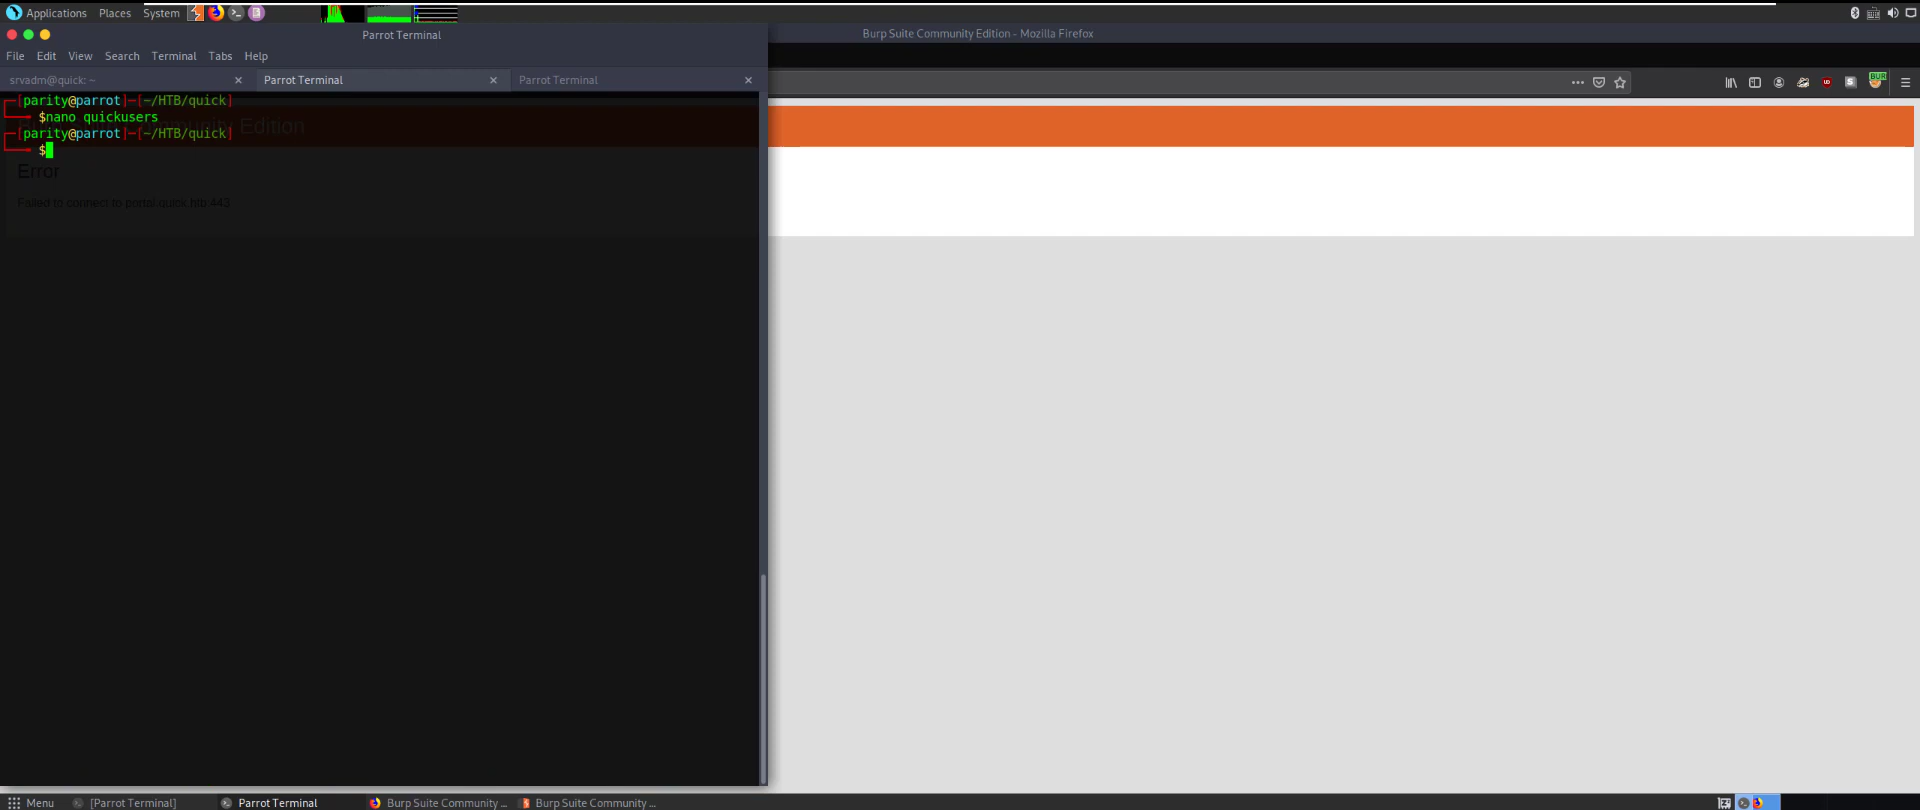 Applications Places System
Parrot Terminal
Burp Suite Community Edition - Mozilla Firefox
File Edit View Search Terminal Tabs Help
srvadm@quick: ~
Parrot Terminal
Parrot Terminal
BUR
[parity@parrot]-[~/HTB/quick]
$nano quickusers
Edition
[parity@parrot]-[~/HTB/quick]
$
Error
Failed to connect to portal.quick.htb:443
Menu
[Parrot Terminal]
Parrot Terminal
Burp Suite Community ...
Burp Suite Community ...